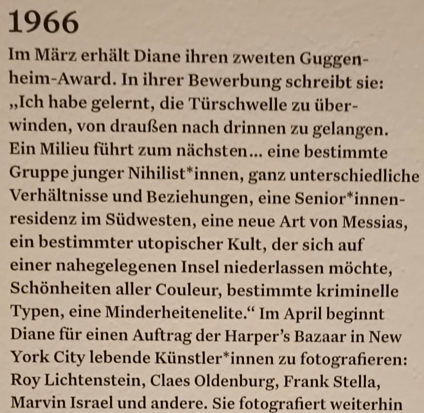 1966
Im März erhält Diane ihren zweiten Guggen-
heim-Award. In ihrer Bewerbung schreibt sie:
„Ich habe gelernt, die Türschwelle zu über-
winden, von draußen nach drinnen zu gelangen.
Ein Milieu führt zum nächsten... eine bestimmte
Gruppe junger Nihilist*innen, ganz unterschiedliche
Verhältnisse und Beziehungen, eine Senior*innen-
residenz im Südwesten, eine neue Art von Messias,
ein bestimmter utopischer Kult, der sich auf
einer nahegelegenen Insel niederlassen möchte,
Schönheiten aller Couleur, bestimmte kriminelle
Typen, eine Minderheitenelite.“ Im April beginnt
Diane für einen Auftrag der Harper’s Bazaar in New
York City lebende Künstler*innen zu fotografieren:
Roy Lichtenstein, Claes Oldenburg, Frank Stella,
Marvin Israel und andere. Sie fotografiert weiterhin